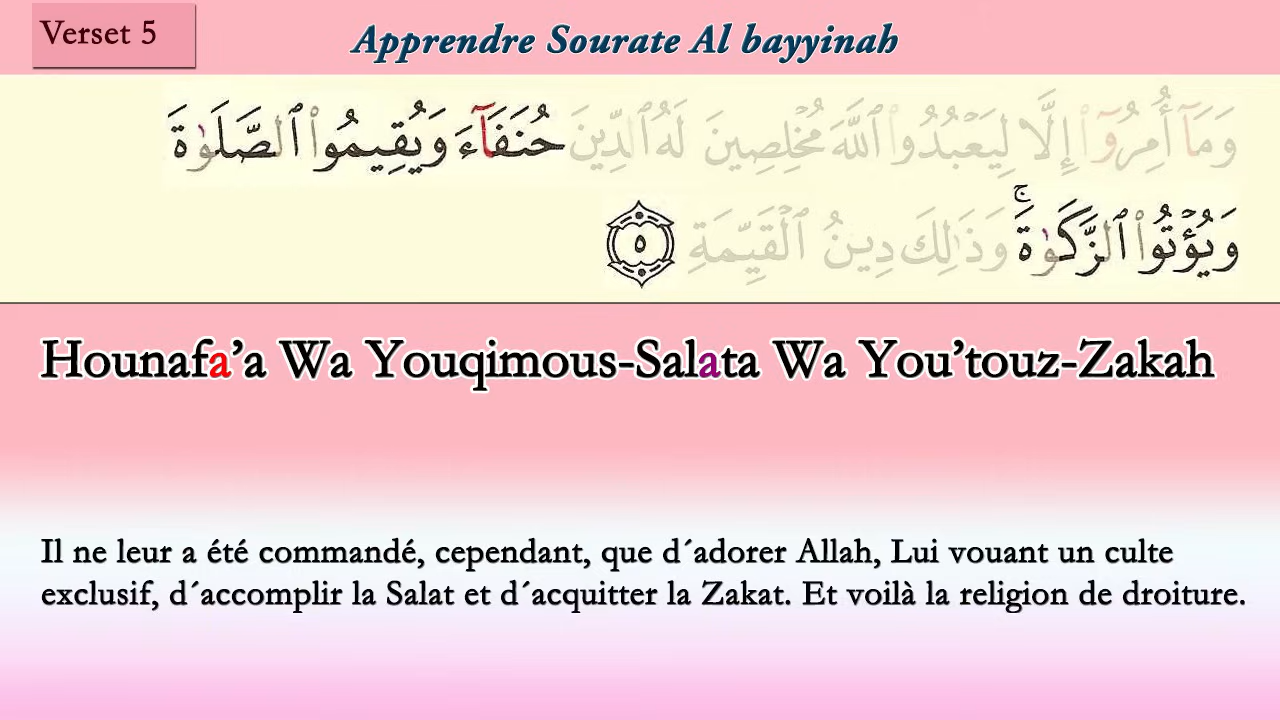 Verset 5
Apprendre Sourate Al bayyinah
وَمَآ أُمِرُوٓا۟ إِلَّا لِيَعْبُدُوا۟ ٱللَّهَ مُخْلِصِينَ لَهُ ٱلدِّينَ حُنَفَآءَ وَيُقِيمُوا۟ ٱلصَّلَوٰةَ
وَيُؤْتُوا۟ ٱلزَّكَوٰةَ ۚ وَذَٰلِكَ دِينُ ٱلْقَيِّمَةِ ٥
Hounafa’a Wa Youqimous-Salata Wa You’touz-Zakah
Il ne leur a été commandé, cependant, que d´adorer Allah, Lui vouant un culte
exclusif, d´accomplir la Salat et d´acquitter la Zakat. Et voilà la religion de droiture.